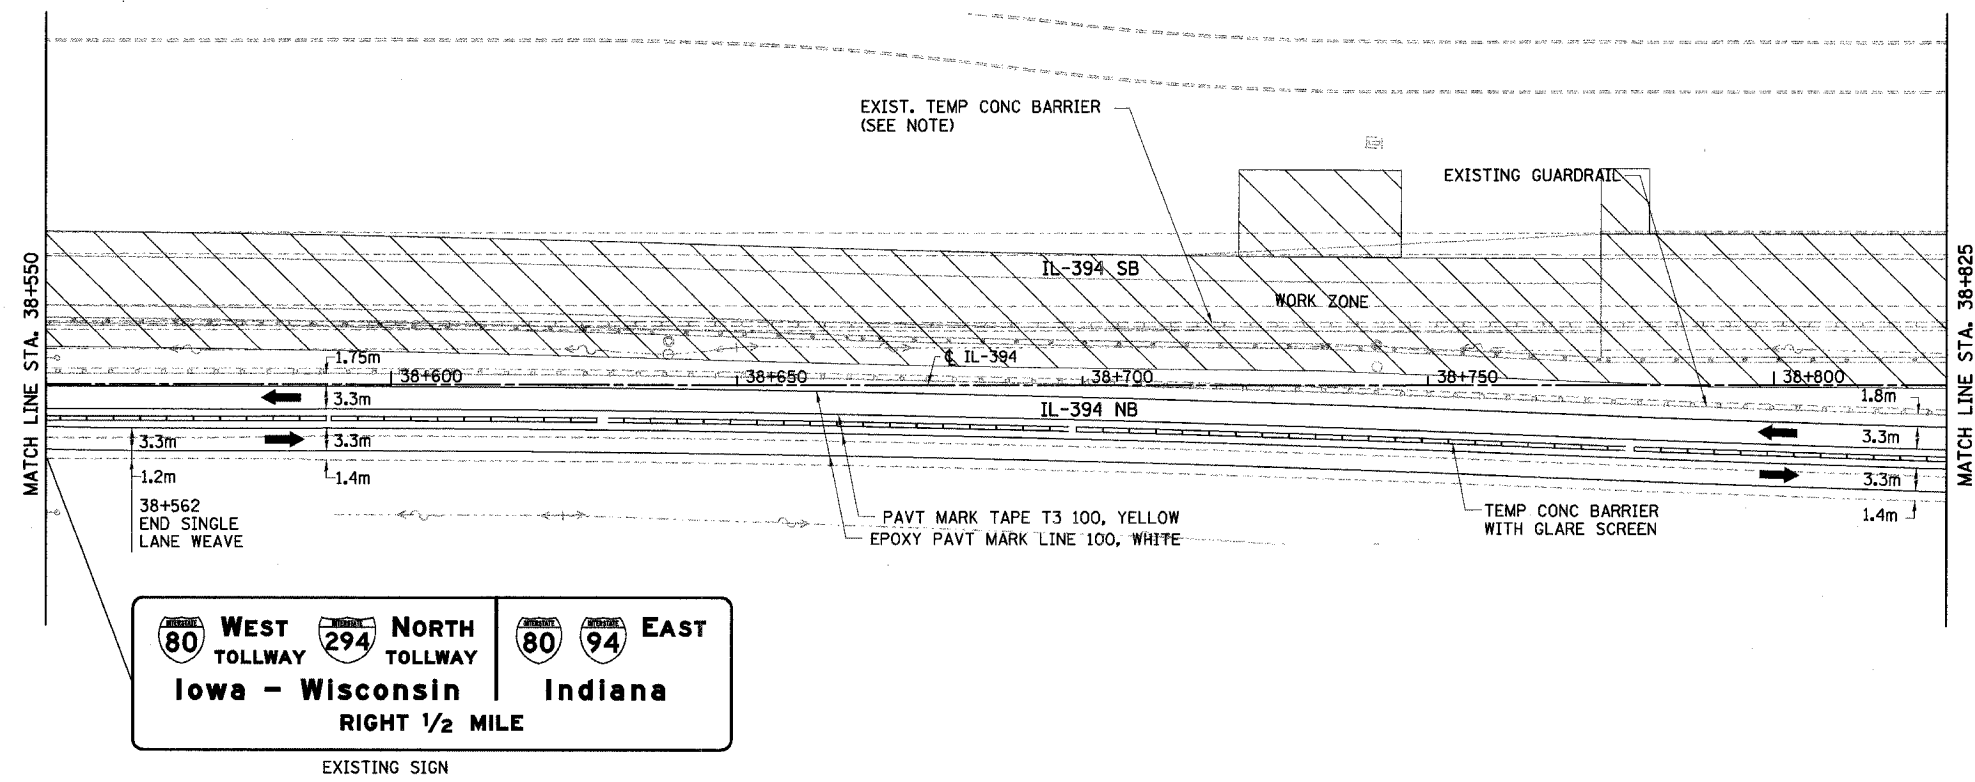 EXIST. TEMP CONC BARRIER
(SEE NOTE)
EXISTING GUARDRAIL
MATCH LINE STA. 38+550
MATCH LINE STA. 38+825
IL-394 SB
WORK ZONE
1.75m
℄ IL-394
38+600
38+650
38+700
38+750
38+800
3.3m
IL-394 NB
1.8m
3.3m
3.3m
3.3m
1.2m
1.4m
3.3m
1.4m
38+562
END SINGLE
LANE WEAVE
PAVT MARK TAPE T3 100, YELLOW
EPOXY PAVT MARK LINE 100, WHITE
TEMP CONC BARRIER
WITH GLARE SCREEN
INTERSTATE 80 WEST TOLLWAY
INTERSTATE 294 NORTH TOLLWAY
INTERSTATE 80 INTERSTATE 94 EAST
Iowa - Wisconsin
Indiana
RIGHT 1/2 MILE
EXISTING SIGN